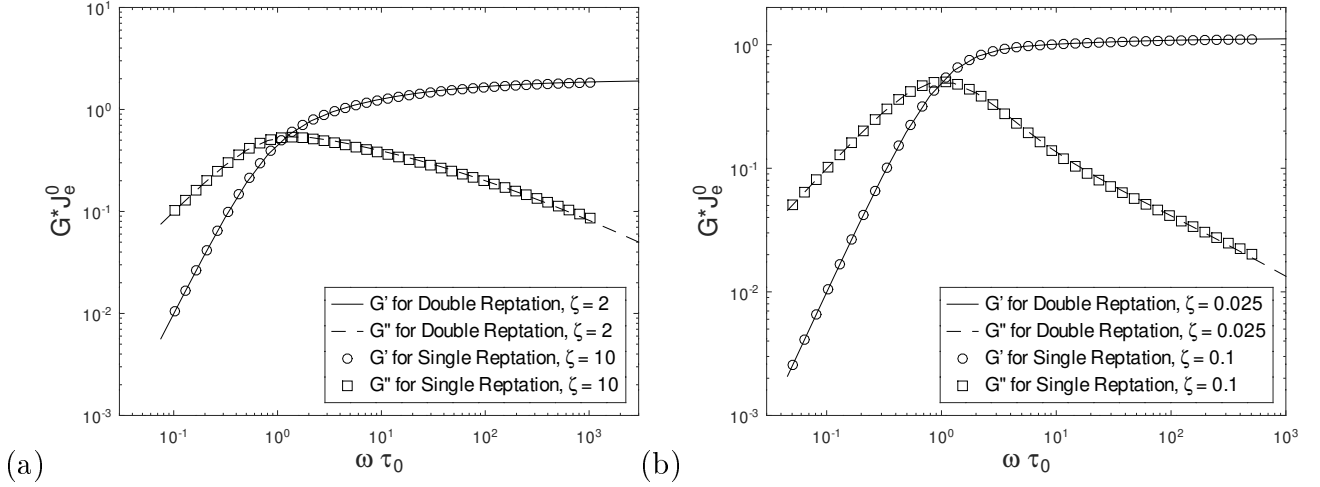 10^1
10^0
10^-1
10^-2
10^-3
G*J_e^0
10^-1 10^0 10^1 10^2 10^3
ω τ_0
G' for Double Reptation, ζ = 2
G" for Double Reptation, ζ = 2
G' for Single Reptation, ζ = 10
G" for Single Reptation, ζ = 10
(a)
10^0
10^-1
10^-2
10^-3
G*J_e^0
10^-1 10^0 10^1 10^2 10^3
ω τ_0
G' for Double Reptation, ζ = 0.025
G" for Double Reptation, ζ = 0.025
G' for Single Reptation, ζ = 0.1
G" for Single Reptation, ζ = 0.1
(b)